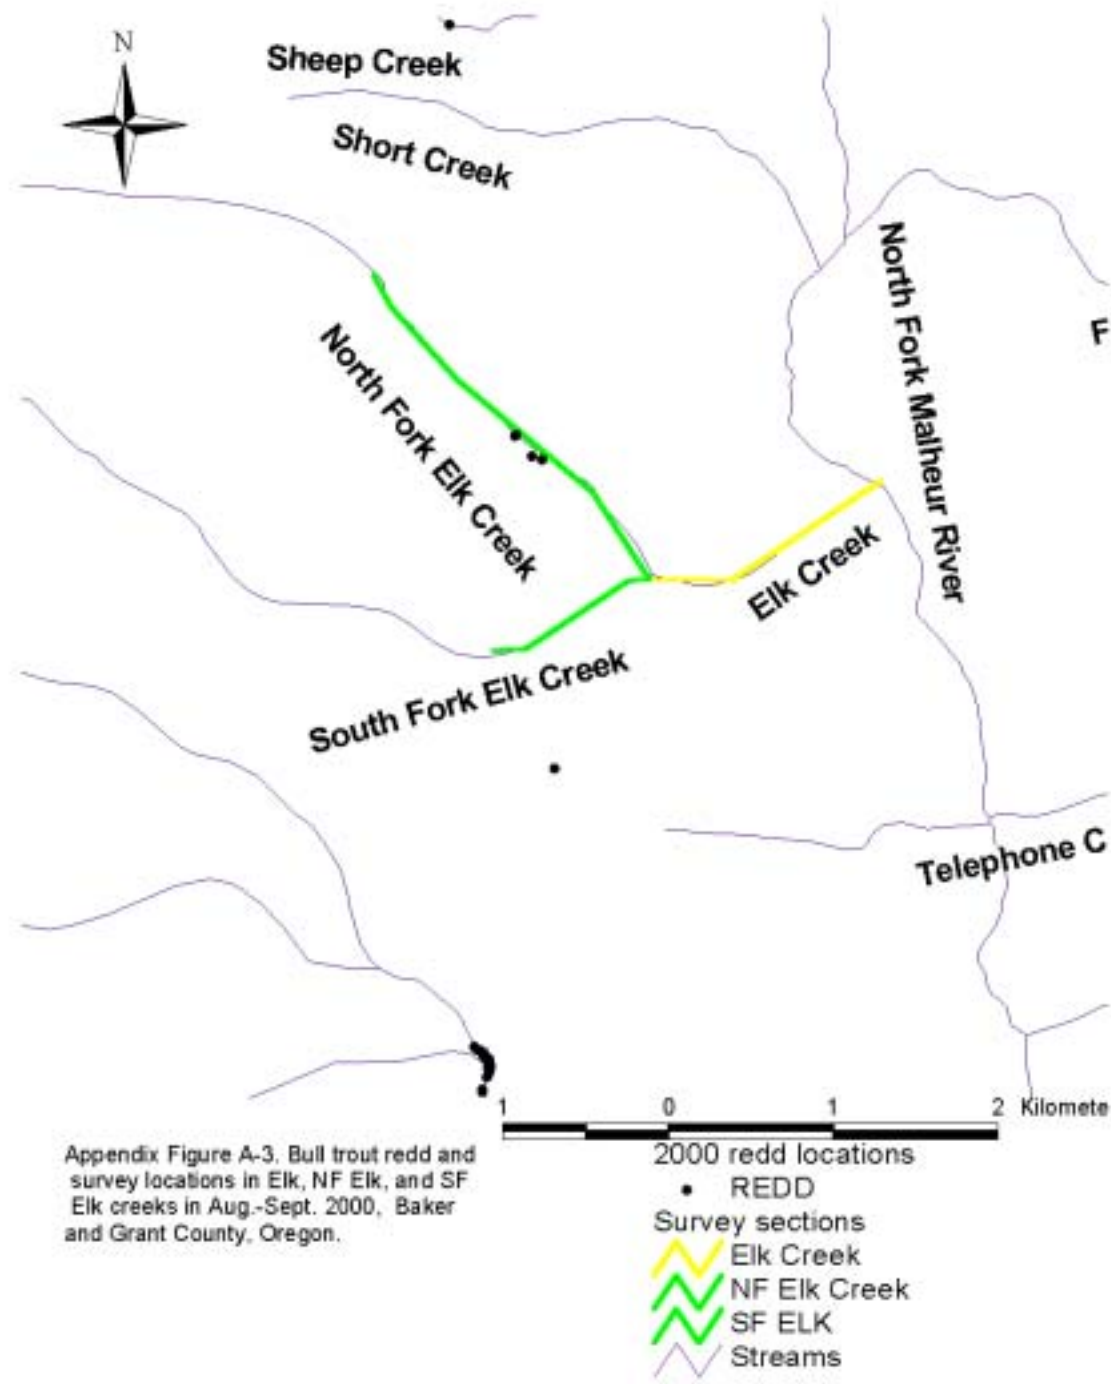 N
Sheep Creek
Short Creek
North Fork Malheur River
North Fork Elk Creek
Elk Creek
South Fork Elk Creek
Telephone C
1 0 1 2 Kilomete
Appendix Figure A-3. Bull trout redd and
survey locations in Elk, NF Elk, and SF
Elk creeks in Aug.-Sept. 2000, Baker
and Grant County, Oregon.
2000 redd locations
REDD
Survey sections
Elk Creek
NF Elk Creek
SF ELK
Streams